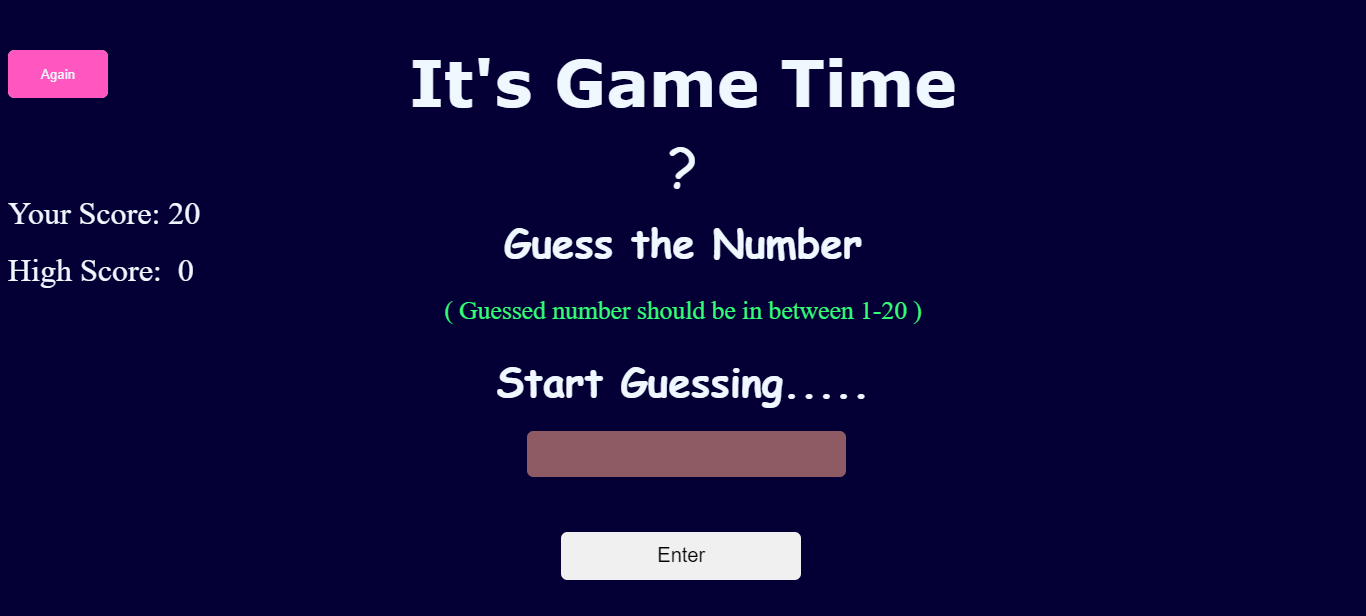 Again
It's Game Time
?
Your Score: 20
High Score: 0
Guess the Number
( Guessed number should be in between 1-20 )
Start Guessing.....
Enter